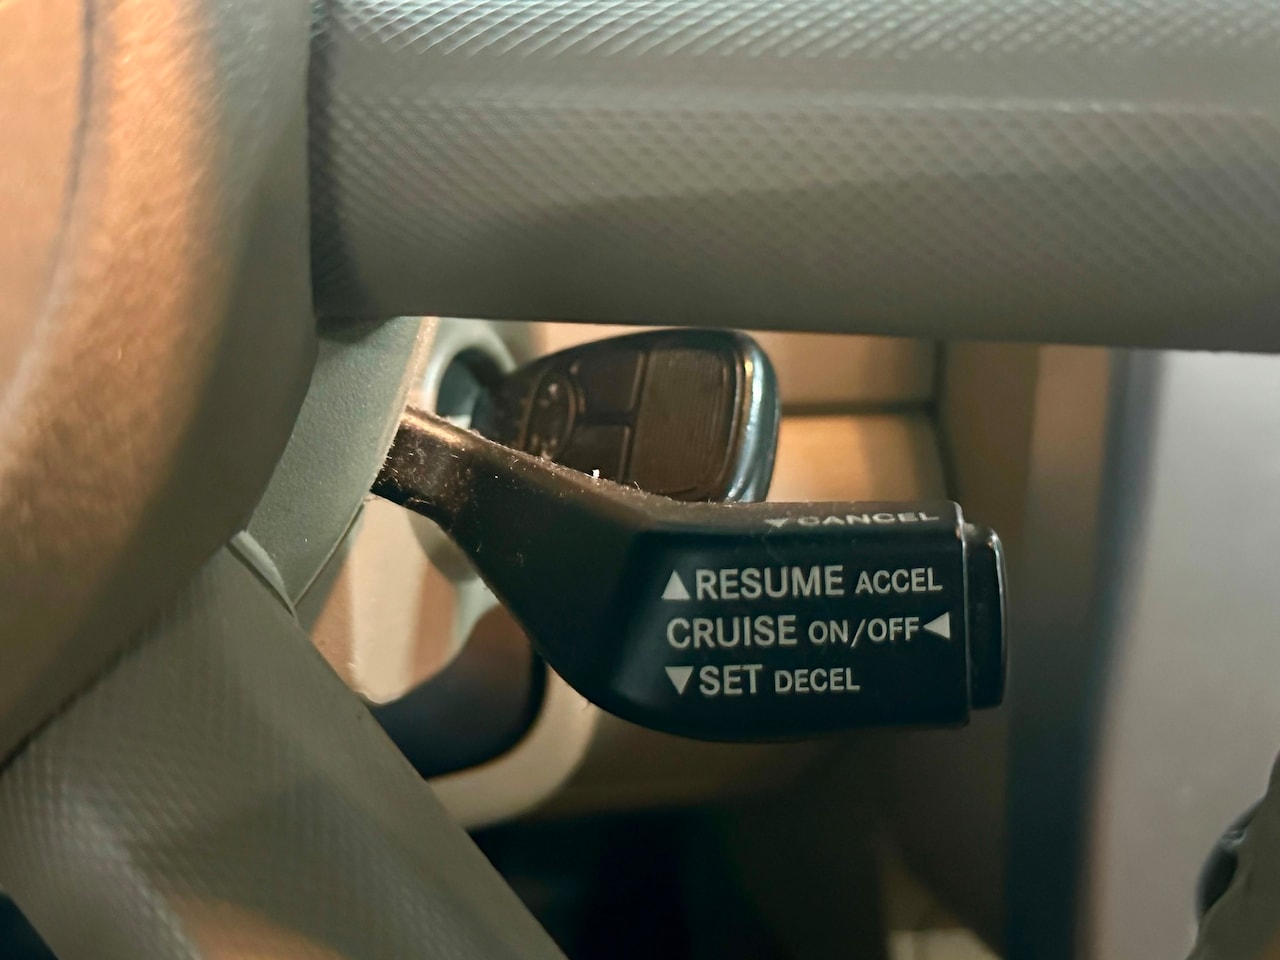 ▼CANCEL
▲RESUME ACCEL
CRUISE ON/OFF◀
▼SET DECEL